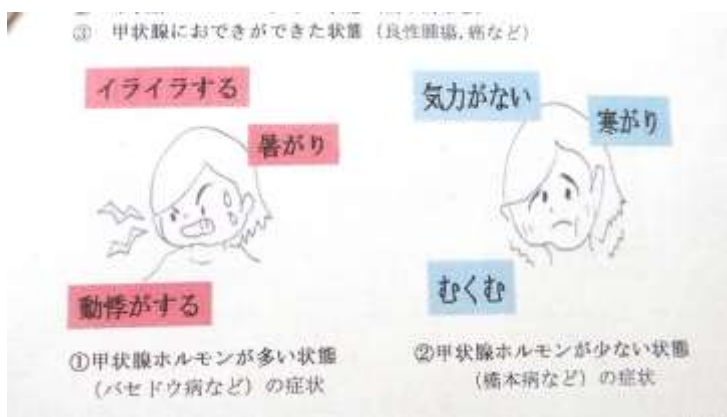 ③ 甲状腺におできができた状態（良性腫瘍,癌など）
イライラする
暑がり
動悸がする
①甲状腺ホルモンが多い状態
（バセドウ病など）の症状
気力がない
寒がり
むくむ
②甲状腺ホルモンが少ない状態
（橋本病など）の症状